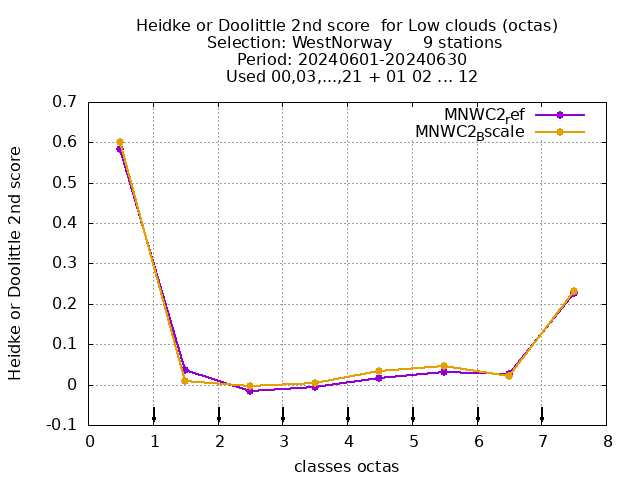 Heidke or Doolittle 2nd score  for Low clouds (octas)
Selection: WestNorway      9 stations
Period: 20240601-20240630
Used 00,03,...,21 + 01 02 ... 12
MNWC2_ref
MNWC2_Bscale
Heidke or Doolittle 2nd score
0.7
0.6
0.5
0.4
0.3
0.2
0.1
0
-0.1
0 1 2 3 4 5 6 7 8
classes octas